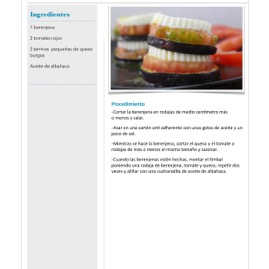 Ingredientes
1 berenjena
2 tomates rojos
2 tarrinas pequeñas de queso
burgos
Aceite de albahaca
Procedimiento
-Cortar la berenjena en rodajas de medio centímetro más
o menos y salar.
-Asar en una sartén anti adherente con unas gotas de aceite y un
poco de sal.
-Mientras se hace la berenjena, cortar el queso y el tomate a
rodajas de más o menos el mismo tamaño y sazonar.
-Cuando las berenjenas estén hechas, montar el timbal
poniendo una rodaja de berenjena, tomate y queso, repetir dos
veces y aliñar con una cucharadita de aceite de albahaca.